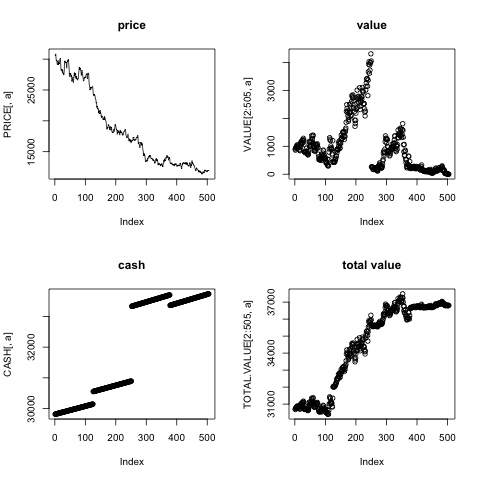 price
PRICE[, a]
15000
25000
0
100
200
300
400
500
Index
value
VALUE[2:505, a]
0
1000
3000
0
100
200
300
400
500
Index
cash
CASH[, a]
30000
32000
0
100
200
300
400
500
Index
total value
TOTAL.VALUE[2:505, a]
31000
34000
37000
0
100
200
300
400
500
Index